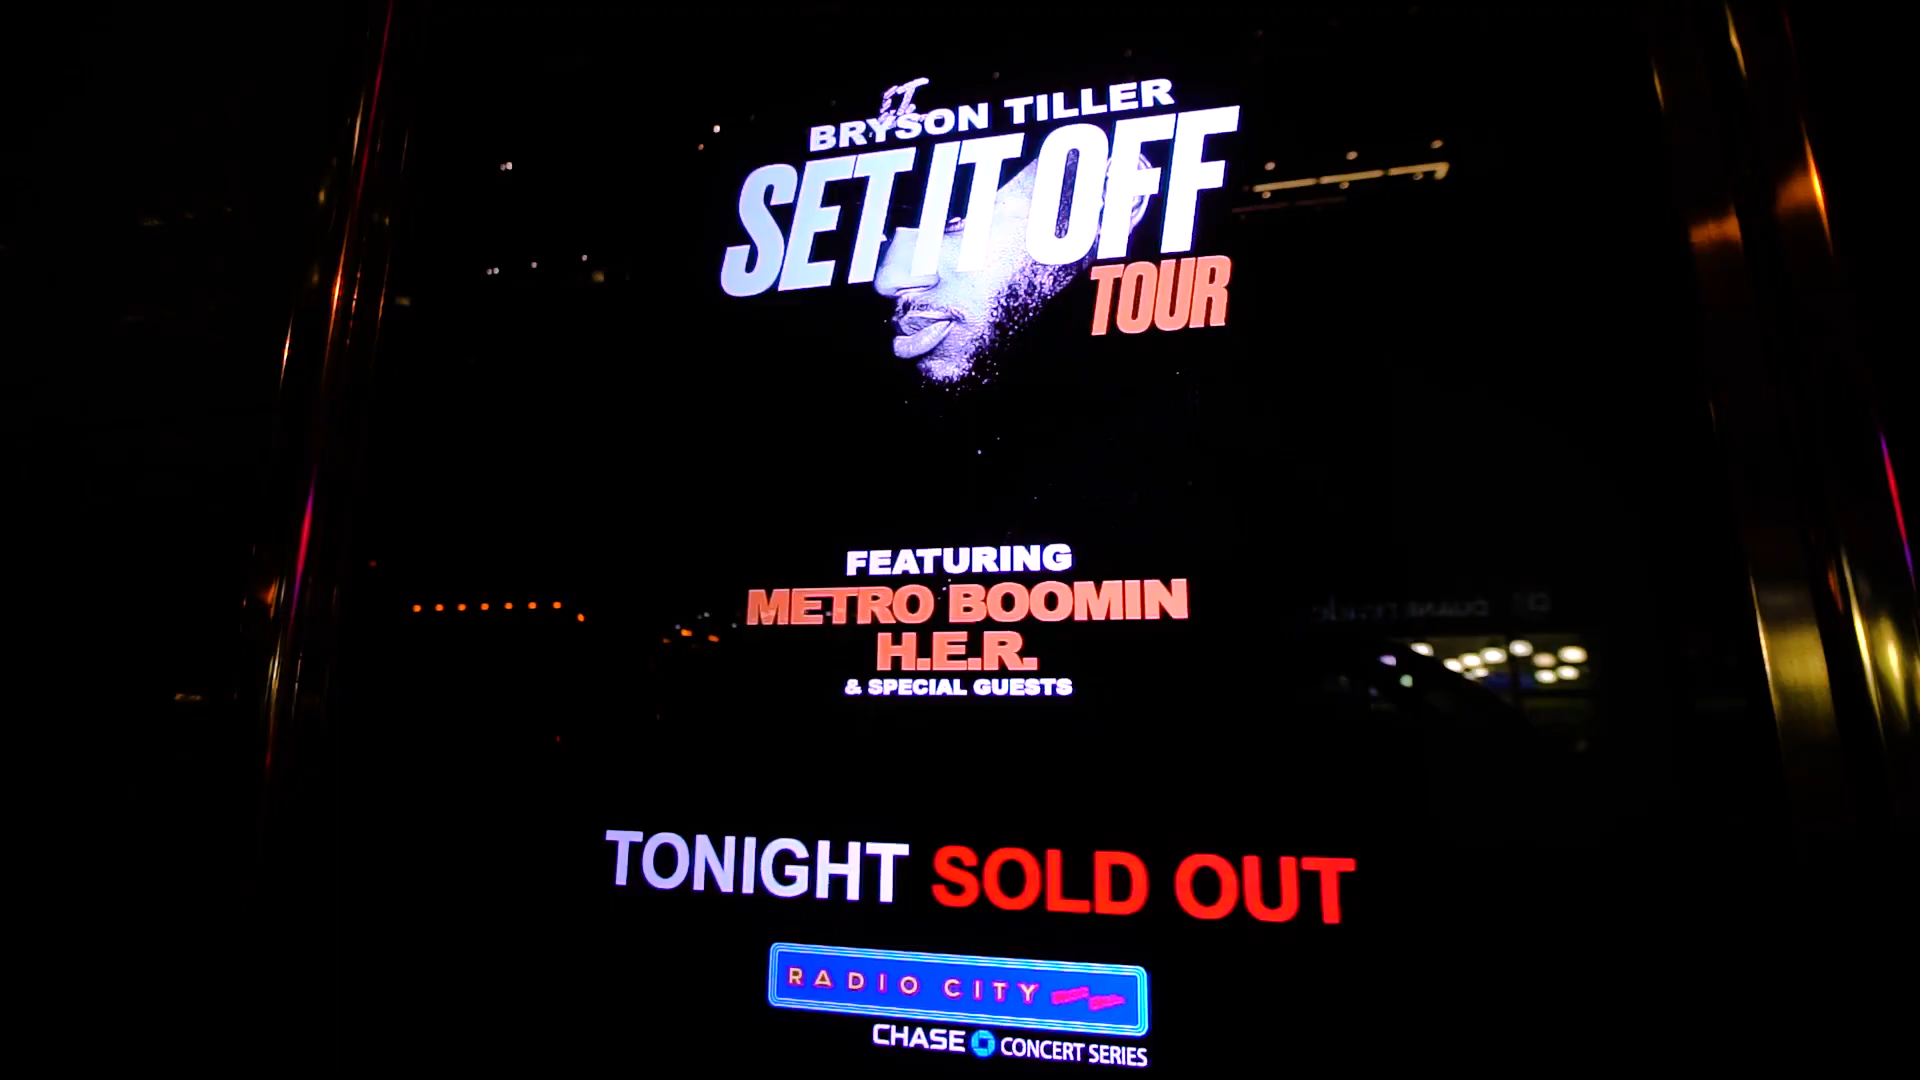 BRYSON TILLER
SET IT OFF
TOUR
FEATURING
METRO BOOMIN
H.E.R.
& SPECIAL GUESTS
TONIGHT SOLD OUT
RADIO CITY
CHASE CONCERT SERIES